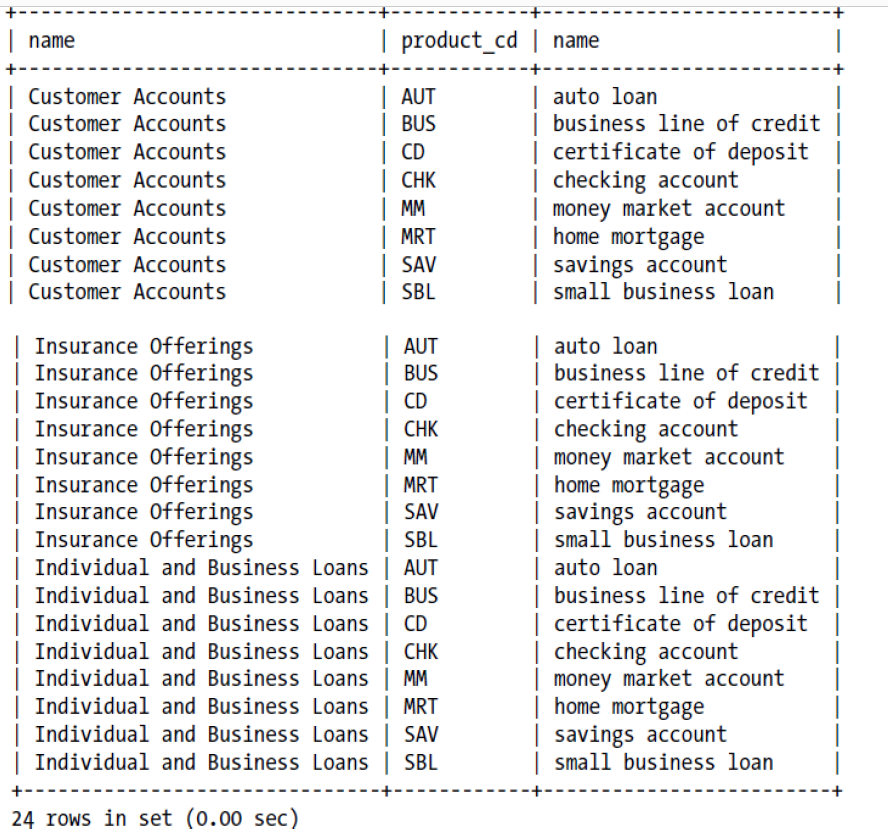 +-------------------------------+------------+-------------------------+
| name                          | product_cd | name                    |
+-------------------------------+------------+-------------------------+
| Customer Accounts             | AUT        | auto loan               |
| Customer Accounts             | BUS        | business line of credit |
| Customer Accounts             | CD         | certificate of deposit  |
| Customer Accounts             | CHK        | checking account        |
| Customer Accounts             | MM         | money market account    |
| Customer Accounts             | MRT        | home mortgage           |
| Customer Accounts             | SAV        | savings account         |
| Customer Accounts             | SBL        | small business loan     |
| Insurance Offerings           | AUT        | auto loan               |
| Insurance Offerings           | BUS        | business line of credit |
| Insurance Offerings           | CD         | certificate of deposit  |
| Insurance Offerings           | CHK        | checking account        |
| Insurance Offerings           | MM         | money market account    |
| Insurance Offerings           | MRT        | home mortgage           |
| Insurance Offerings           | SAV        | savings account         |
| Insurance Offerings           | SBL        | small business loan     |
| Individual and Business Loans | AUT        | auto loan               |
| Individual and Business Loans | BUS        | business line of credit |
| Individual and Business Loans | CD         | certificate of deposit  |
| Individual and Business Loans | CHK        | checking account        |
| Individual and Business Loans | MM         | money market account    |
| Individual and Business Loans | MRT        | home mortgage           |
| Individual and Business Loans | SAV        | savings account         |
| Individual and Business Loans | SBL        | small business loan     |
+-------------------------------+------------+-------------------------+
24 rows in set (0.00 sec)